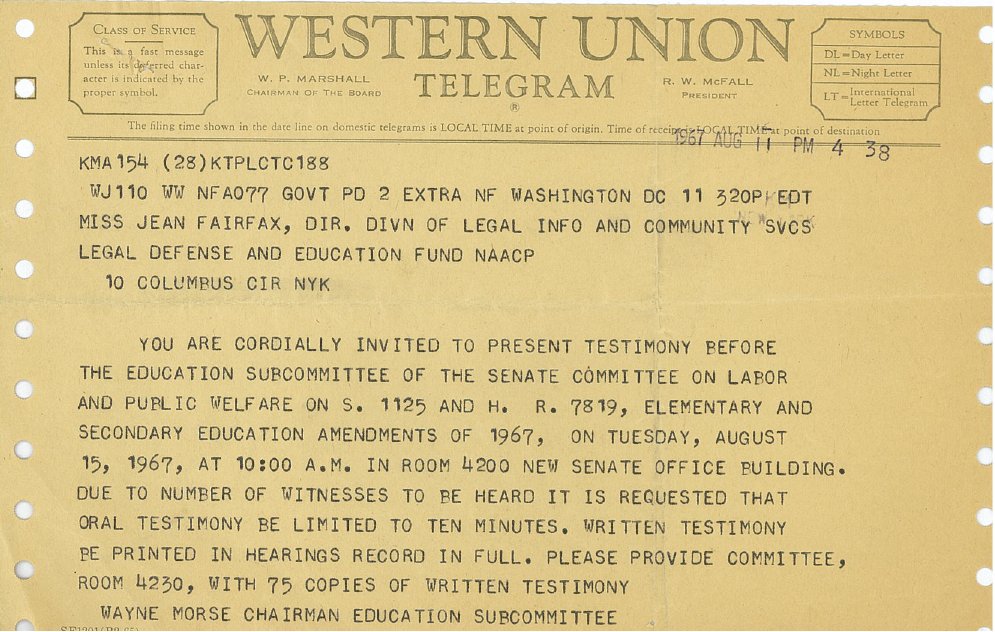 CLASS OF SERVICE
This is a fast message
unless its deferred char-
acter is indicated by the
proper symbol.
WESTERN UNION
TELEGRAM
®
W. P. MARSHALL
CHAIRMAN OF THE BOARD
R. W. McFALL
PRESIDENT
SYMBOLS
DL=Day Letter
NL=Night Letter
LT=International Letter Telegram
The filing time shown in the date line on domestic telegrams is LOCAL TIME at point of origin. Time of receipt is LOCAL TIME at point of destination
1967 AUG 11 PM 4 38
KMA154 (28)KTPLCTC188
WJ110 WW NFA077 GOVT PD 2 EXTRA NF WASHINGTON DC 11 320P EDT
MISS JEAN FAIRFAX, DIR. DIVN OF LEGAL INFO AND COMMUNITY SVCS
LEGAL DEFENSE AND EDUCATION FUND NAACP
10 COLUMBUS CIR NYK
YOU ARE CORDIALLY INVITED TO PRESENT TESTIMONY BEFORE
THE EDUCATION SUBCOMMITTEE OF THE SENATE COMMITTEE ON LABOR
AND PUBLIC WELFARE ON S. 1125 AND H. R. 7819, ELEMENTARY AND
SECONDARY EDUCATION AMENDMENTS OF 1967, ON TUESDAY, AUGUST
15, 1967, AT 10:00 A.M. IN ROOM 4200 NEW SENATE OFFICE BUILDING.
DUE TO NUMBER OF WITNESSES TO BE HEARD IT IS REQUESTED THAT
ORAL TESTIMONY BE LIMITED TO TEN MINUTES. WRITTEN TESTIMONY
BE PRINTED IN HEARINGS RECORD IN FULL. PLEASE PROVIDE COMMITTEE,
ROOM 4230, WITH 75 COPIES OF WRITTEN TESTIMONY
WAYNE MORSE CHAIRMAN EDUCATION SUBCOMMITTEE